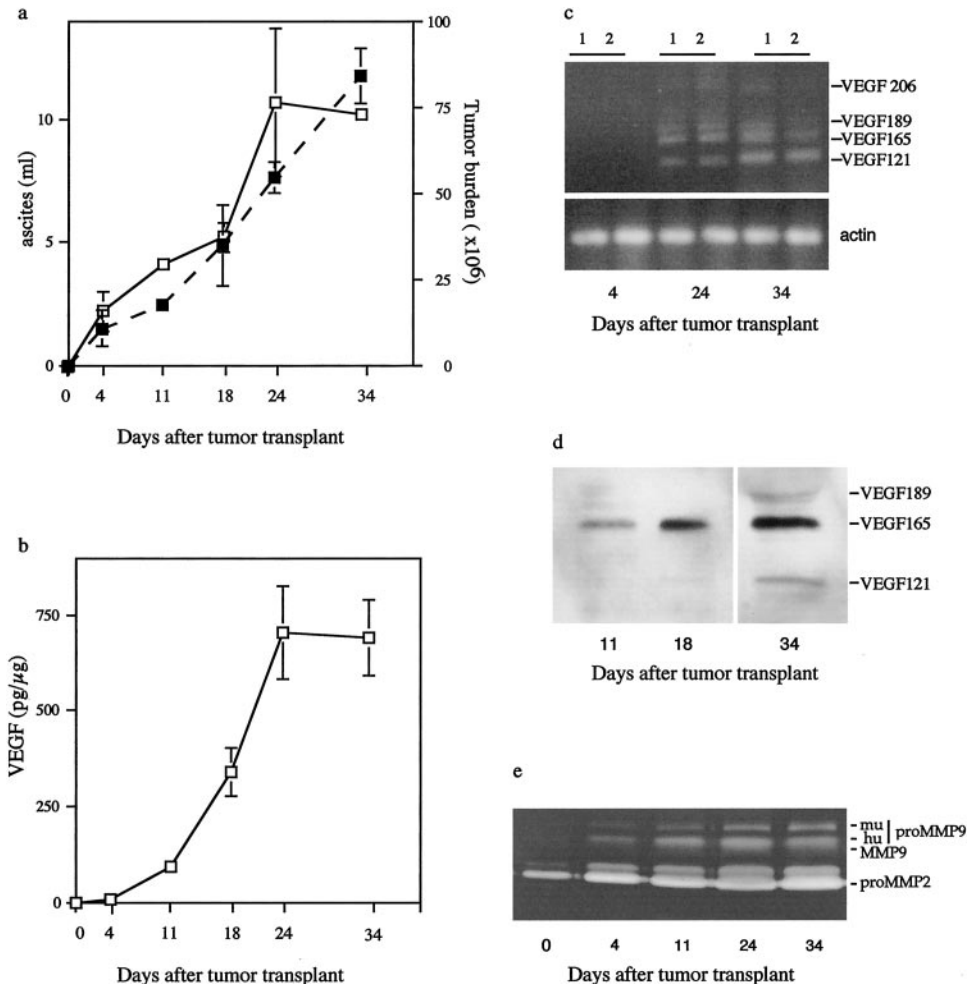 a
100
75
50
25
0
Tumor burden (x10⁶)
10
5
0
ascites (ml)
0 4 11 18 24 34
Days after tumor transplant
b
750
500
250
0
VEGF (pg/µg)
0 4 11 18 24 34
Days after tumor transplant
c
1 2 1 2 1 2
VEGF 206
VEGF189
VEGF165
VEGF121
actin
4 24 34
Days after tumor transplant
d
VEGF189
VEGF165
VEGF121
11 18 34
Days after tumor transplant
e
mu
hu
proMMP9
MMP9
proMMP2
0 4 11 24 34
Days after tumor transplant